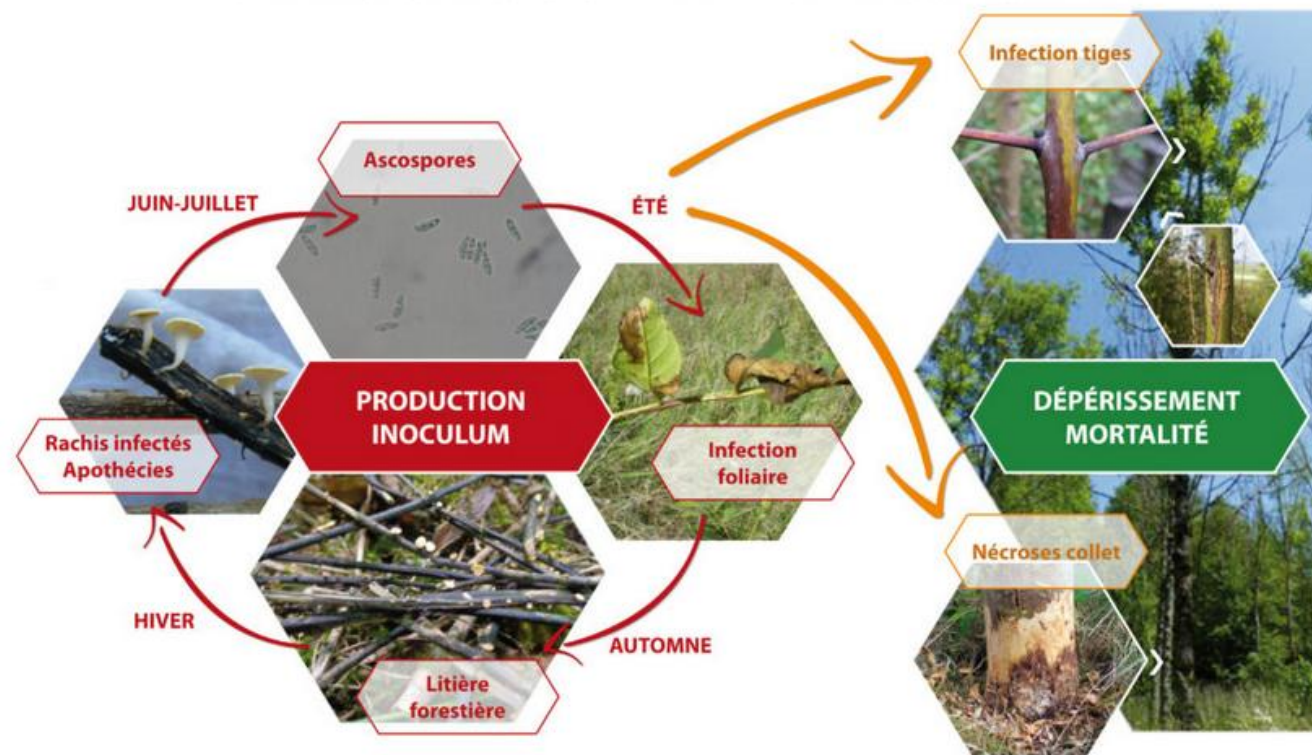 Infection tiges
Ascospores
JUIN-JUILLET
ÉTÉ
PRODUCTION
INOCULUM
DÉPÉRISSEMENT
MORTALITÉ
Rachis infectés
Apothécies
Infection
foliaire
Nécroses collet
HIVER
AUTOMNE
Litière
forestière